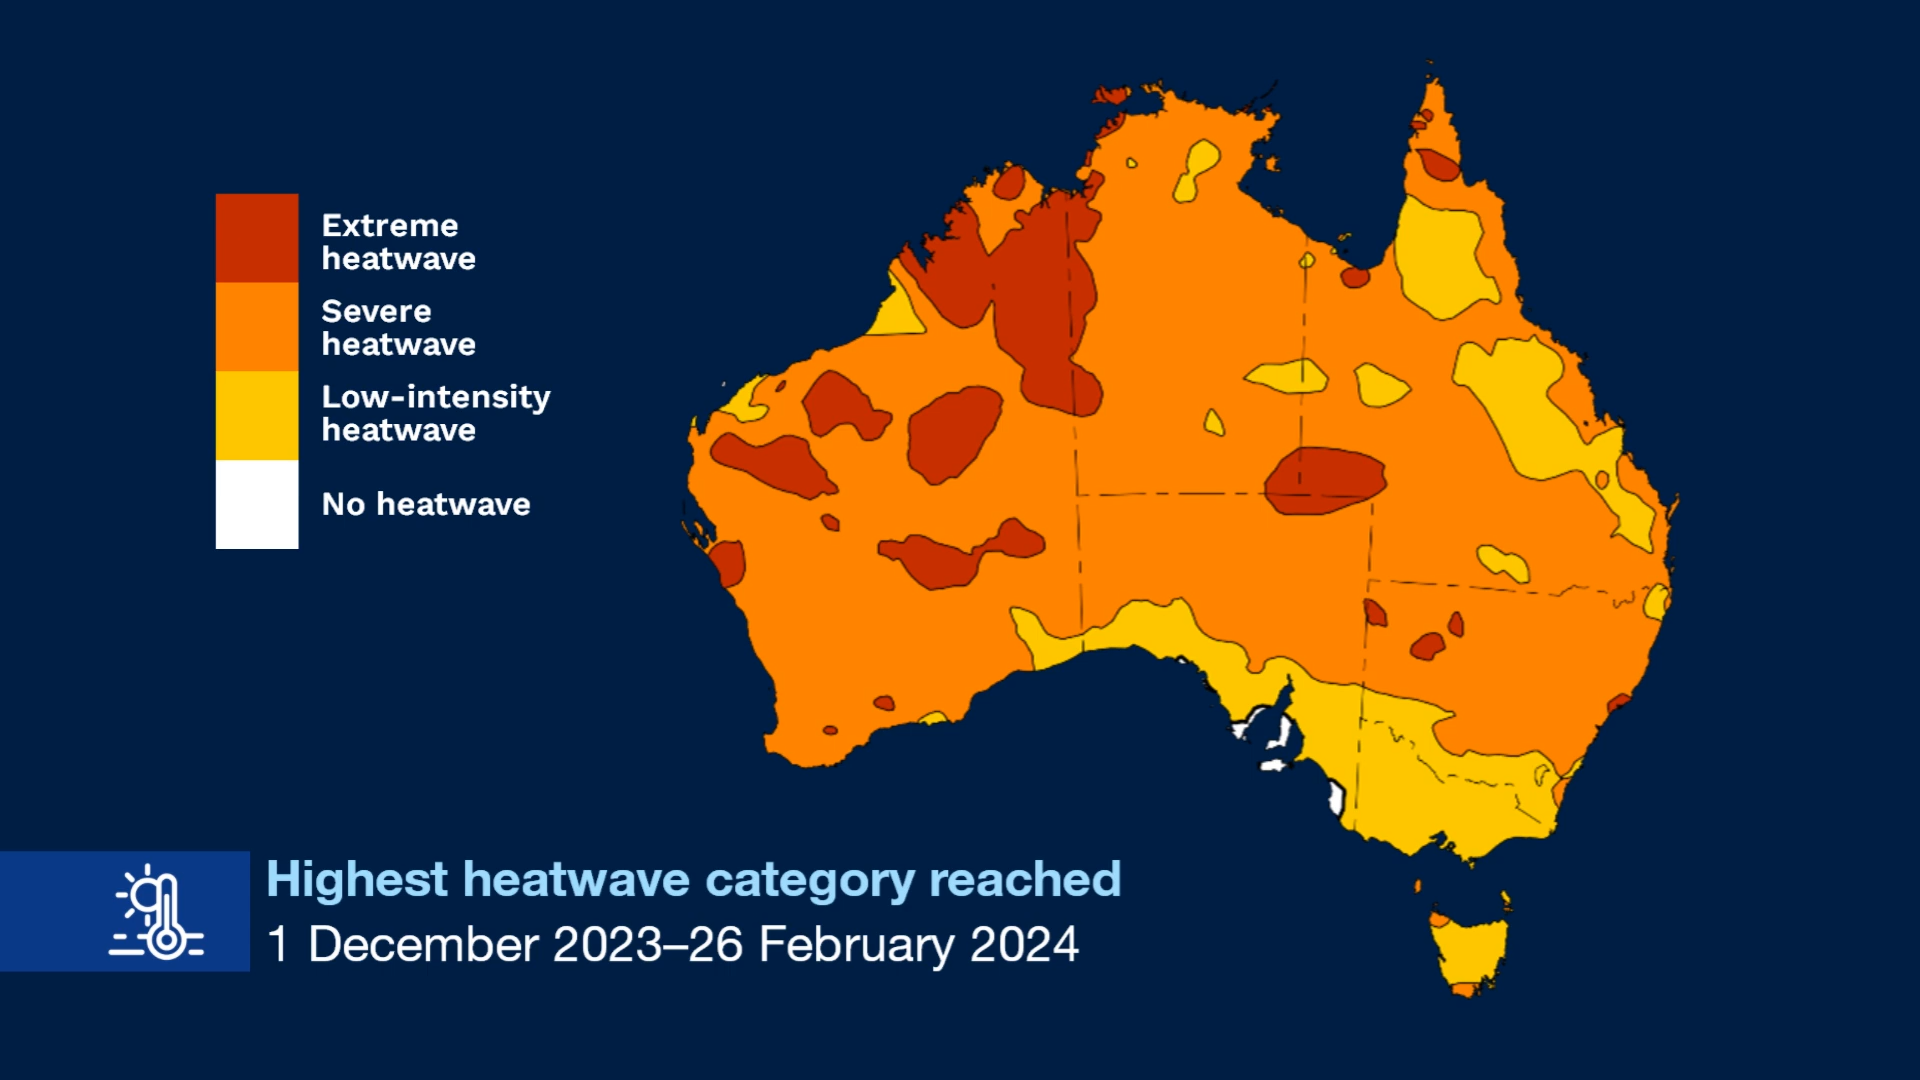 Extreme
heatwave
Severe
heatwave
Low-intensity
heatwave
No heatwave
Highest heatwave category reached
1 December 2023–26 February 2024